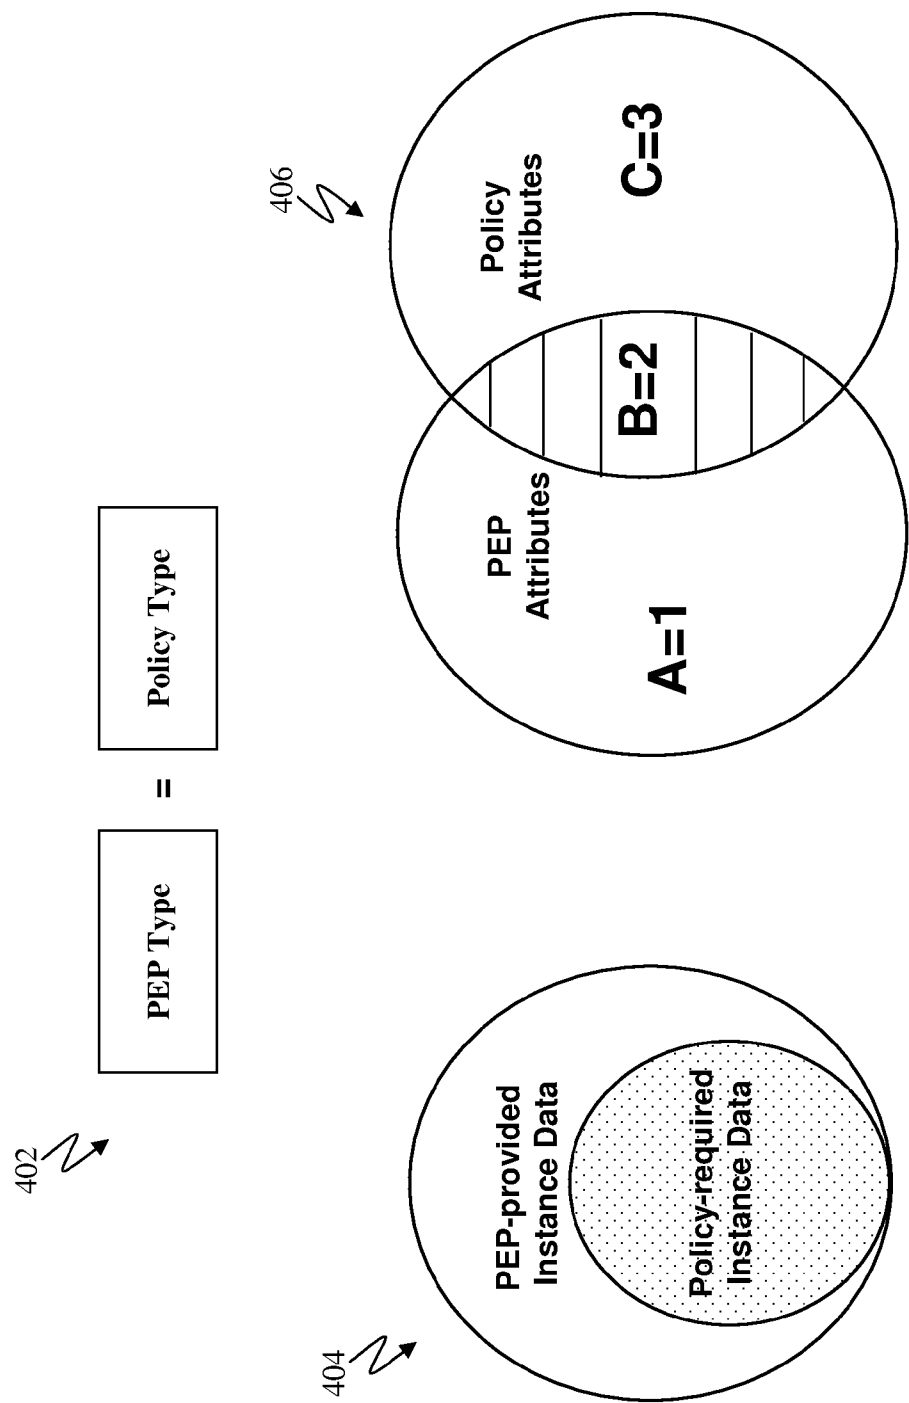 402
PEP Type
=
Policy Type
404
PEP-provided
Instance Data
Policy-required
Instance Data
406
PEP
Attributes
Policy
Attributes
A=1
B=2
C=3